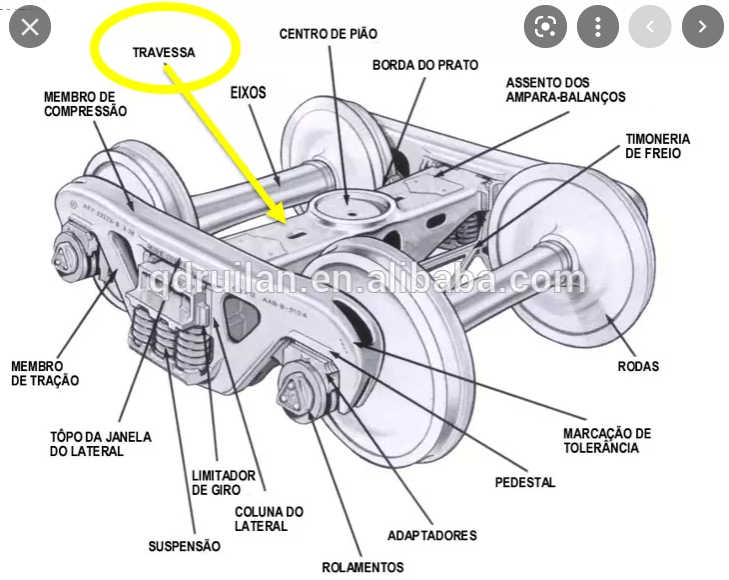 CENTRO DE PIÃO
TRAVESSA
BORDA DO PRATO
ASSENTO DOS
AMPARA-BALANÇOS
MEMBRO DE
COMPRESSÃO
EIXOS
TIMONERIA
DE FREIO
qdruilan.en.alibaba.com
MEMBRO
DE TRAÇÃO
RODAS
TÔPO DA JANELA
DO LATERAL
MARCAÇÃO DE
TOLERÂNCIA
LIMITADOR
DE GIRO
PEDESTAL
COLUNA DO
LATERAL
ADAPTADORES
SUSPENSÃO
ROLAMENTOS